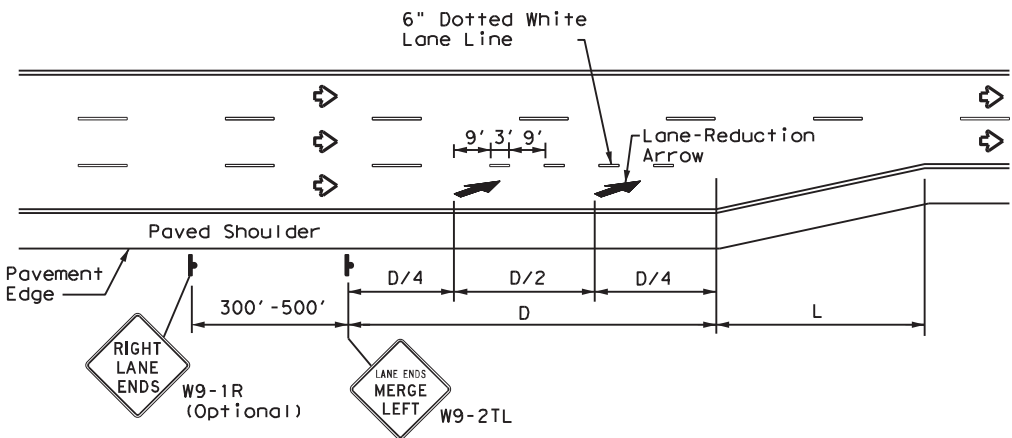 6" Dotted White
Lane Line
9' 3' 9'
Lane-Reduction
Arrow
Paved Shoulder
Pavement
Edge
D/4 D/2 D/4
300'-500' D L
RIGHT
LANE
ENDS
W9-1R
(Optional)
LANE ENDS
MERGE
LEFT
W9-2TL